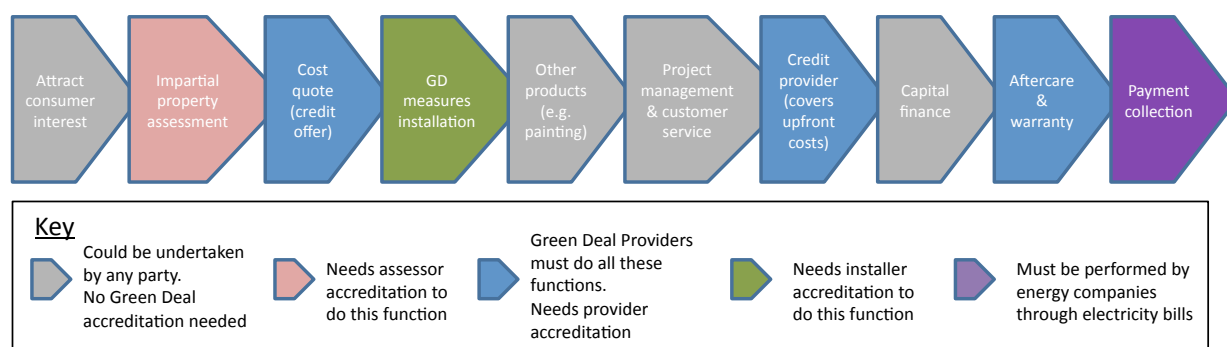 Attract
consumer
interest
Impartial
property
assessment
Cost
quote
(credit
offer)
GD
measures
installation
Other
products
(e.g.
painting)
Project
management
& customer
service
Credit
provider
(covers
upfront
costs)
Capital
finance
Aftercare
&
warranty
Payment
collection
Key
Could be undertaken
by any party.
No Green Deal
accreditation needed
Needs assessor
accreditation to
do this function
Green Deal Providers
must do all these
functions.
Needs provider
accreditation
Needs installer
accreditation to
do this function
Must be performed by
energy companies
through electricity bills